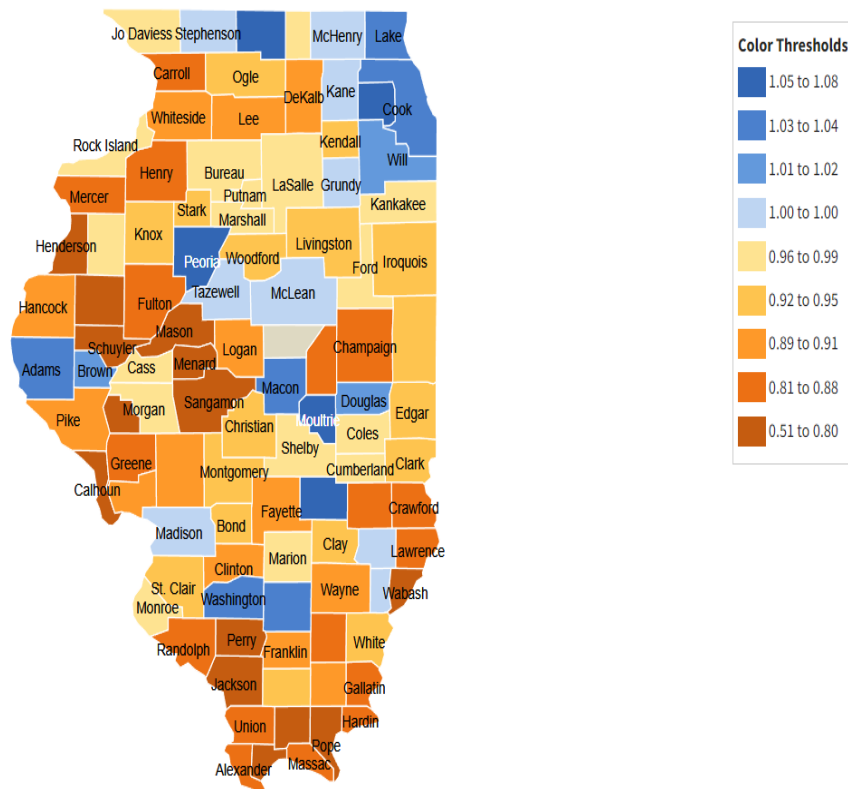 Jo Daviess Stephenson McHenry Lake
Color Thresholds
Carroll Ogle DeKalb Kane
1.05 to 1.08
Whiteside Lee Cook
1.03 to 1.04
Rock Island Kendall Will
1.01 to 1.02
Henry Bureau LaSalle Grundy
Mercer Putnam Kankakee
1.00 to 1.00
Stark Marshall
Henderson Knox Peoria Woodford Livingston Ford Iroquois
0.96 to 0.99
Hancock Fulton Tazewell McLean
0.92 to 0.95
Mason
Schuyler Logan Champaign
0.89 to 0.91
Adams Brown Cass Menard Macon Douglas
0.81 to 0.88
Pike Morgan Sangamon Christian Moultrie Coles Edgar
0.51 to 0.80
Shelby
Greene Montgomery Cumberland Clark
Calhoun Fayette Crawford
Madison Bond Clay Lawrence
Marion
St. Clair Clinton Wayne Wabash
Monroe Washington
Randolph Perry Franklin White
Jackson Gallatin
Union Hardin
Pope
Alexander Massac